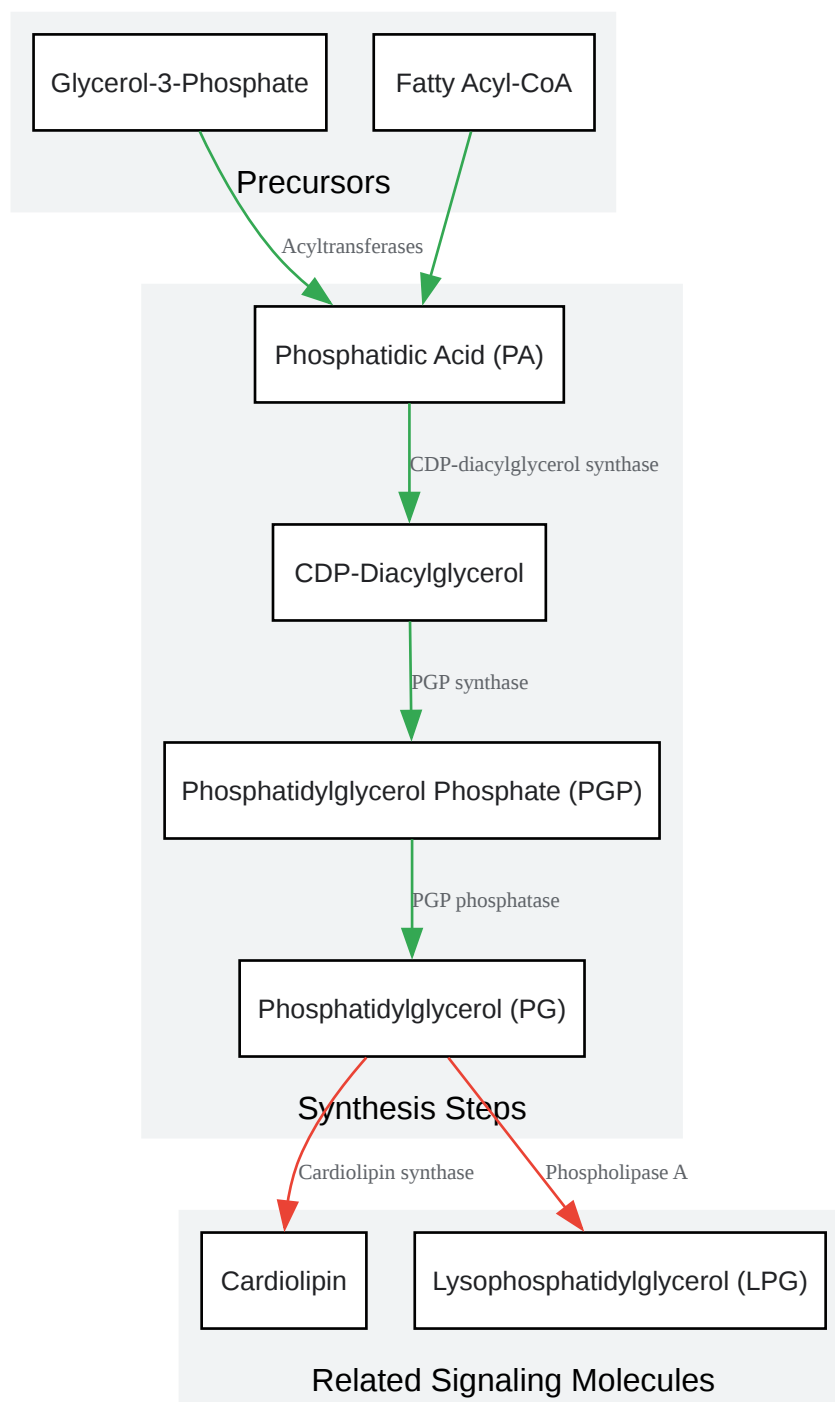 Glycerol-3-Phosphate
Fatty Acyl-CoA
Precursors
Acyltransferases
Phosphatidic Acid (PA)
CDP-diacylglycerol synthase
CDP-Diacylglycerol
PGP synthase
Phosphatidylglycerol Phosphate (PGP)
PGP phosphatase
Phosphatidylglycerol (PG)
Synthesis Steps
Cardiolipin synthase
Phospholipase A
Cardiolipin
Lysophosphatidylglycerol (LPG)
Related Signaling Molecules